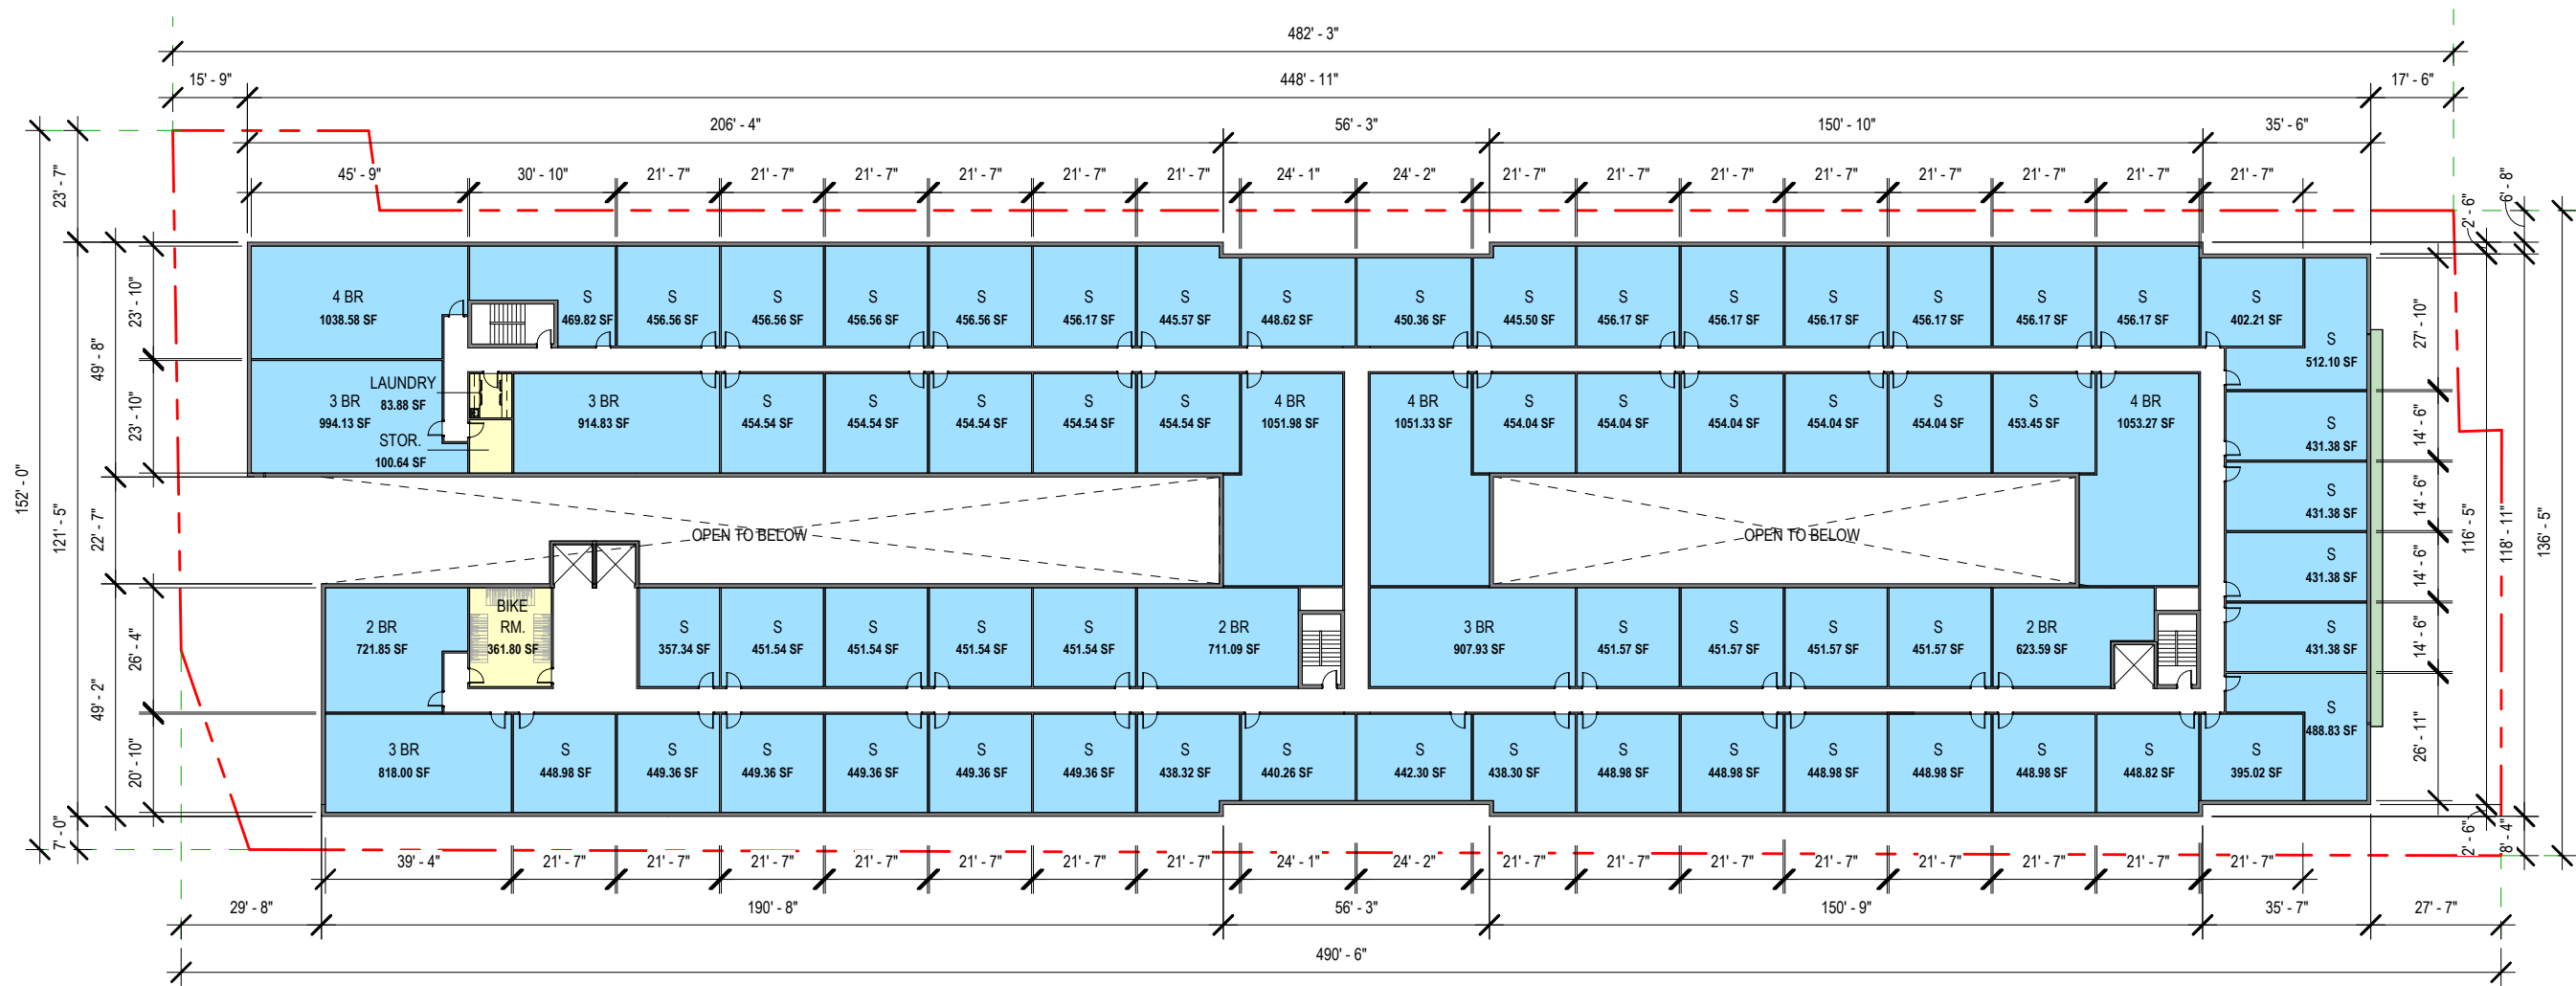 482' - 3"
15' - 9"
448' - 11"
17' - 6"
206' - 4"
56' - 3"
150' - 10"
35' - 6"
45' - 9"
30' - 10"
21' - 7"
21' - 7"
21' - 7"
21' - 7"
21' - 7"
21' - 7"
24' - 1"
24' - 2"
21' - 7"
21' - 7"
21' - 7"
21' - 7"
21' - 7"
21' - 7"
21' - 7"
21' - 7"
23' - 7"
152' - 0"
121' - 5"
7' - 0"
49' - 8"
22' - 7"
49' - 2"
23' - 10"
23' - 10"
26' - 4"
20' - 10"
4 BR
1038.58 SF
S
469.82 SF
S
456.56 SF
S
456.56 SF
S
456.56 SF
S
456.56 SF
S
456.17 SF
S
445.57 SF
S
448.62 SF
S
450.36 SF
S
445.50 SF
S
456.17 SF
S
456.17 SF
S
456.17 SF
S
456.17 SF
S
456.17 SF
S
456.17 SF
S
402.21 SF
S
512.10 SF
3 BR
994.13 SF
LAUNDRY
83.88 SF
STOR.
100.64 SF
3 BR
914.83 SF
S
454.54 SF
S
454.54 SF
S
454.54 SF
S
454.54 SF
S
454.54 SF
4 BR
1051.98 SF
4 BR
1051.33 SF
S
454.04 SF
S
454.04 SF
S
454.04 SF
S
454.04 SF
S
454.04 SF
S
453.45 SF
4 BR
1053.27 SF
S
431.38 SF
S
431.38 SF
S
431.38 SF
S
431.38 SF
OPEN TO BELOW
OPEN TO BELOW
2 BR
721.85 SF
BIKE
RM.
361.80 SF
S
357.34 SF
S
451.54 SF
S
451.54 SF
S
451.54 SF
S
451.54 SF
2 BR
711.09 SF
3 BR
907.93 SF
S
451.57 SF
S
451.57 SF
S
451.57 SF
S
451.57 SF
2 BR
623.59 SF
S
488.83 SF
3 BR
818.00 SF
S
448.98 SF
S
449.36 SF
S
449.36 SF
S
449.36 SF
S
449.36 SF
S
449.36 SF
S
438.32 SF
S
440.26 SF
S
442.30 SF
S
438.30 SF
S
448.98 SF
S
448.98 SF
S
448.98 SF
S
448.98 SF
S
448.98 SF
S
448.82 SF
S
395.02 SF
27' - 10"
14' - 6"
14' - 6"
14' - 6"
14' - 6"
26' - 11"
2' - 6"
116' - 5"
2' - 6"
6' - 8"
118' - 11"
8' - 4"
136' - 5"
39' - 4"
21' - 7"
21' - 7"
21' - 7"
21' - 7"
21' - 7"
21' - 7"
21' - 7"
24' - 1"
24' - 2"
21' - 7"
21' - 7"
21' - 7"
21' - 7"
21' - 7"
21' - 7"
21' - 7"
21' - 7"
29' - 8"
190' - 8"
56' - 3"
150' - 9"
35' - 7"
27' - 7"
490' - 6"